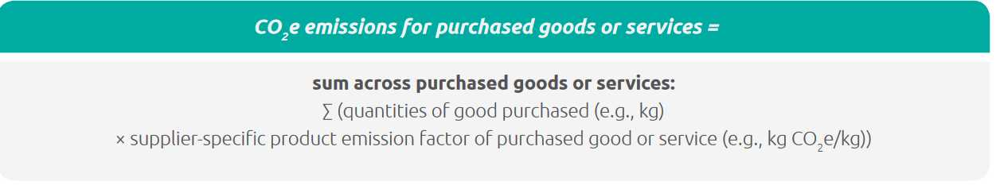 CO₂e emissions for purchased goods or services =
sum across purchased goods or services:
∑ (quantities of good purchased (e.g., kg)
× supplier-specific product emission factor of purchased good or service (e.g., kg CO₂e/kg))